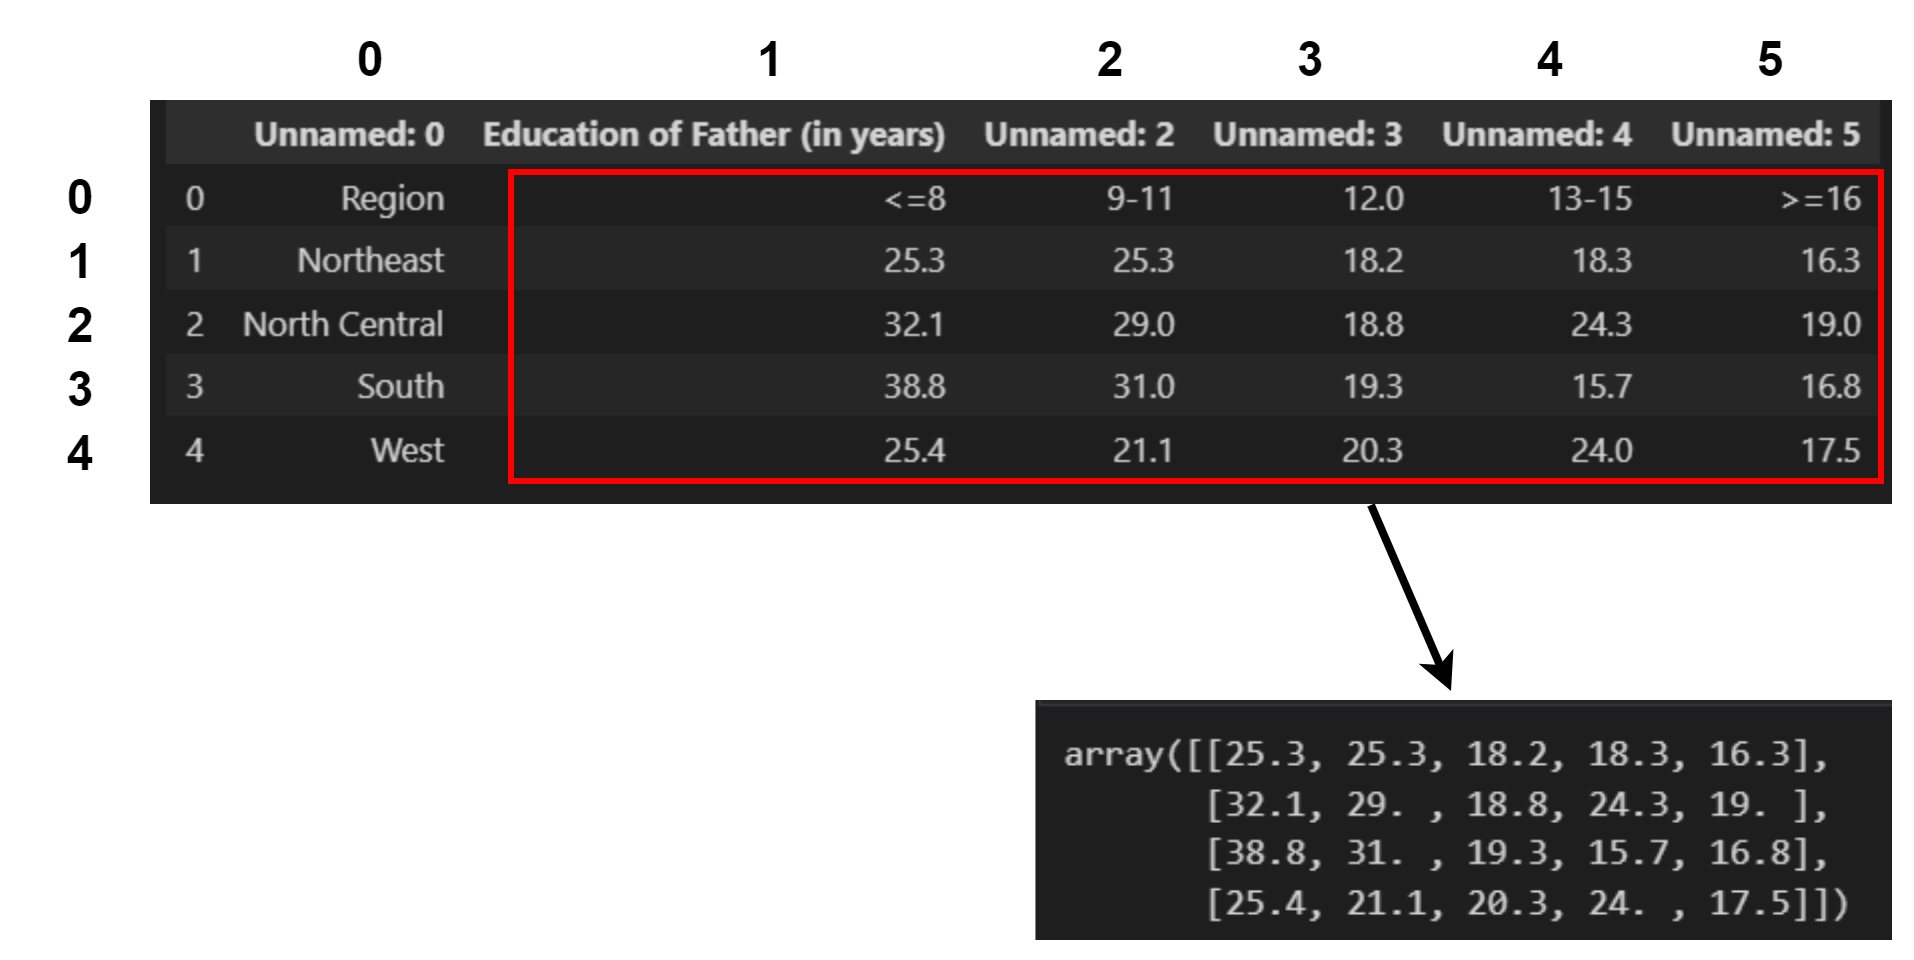 0 1 2 3 4 5
Unnamed: 0 Education of Father (in years) Unnamed: 2 Unnamed: 3 Unnamed: 4 Unnamed: 5
0 0 Region <=8 9-11 12.0 13-15 >=16
1 1 Northeast 25.3 25.3 18.2 18.3 16.3
2 2 North Central 32.1 29.0 18.8 24.3 19.0
3 3 South 38.8 31.0 19.3 15.7 16.8
4 4 West 25.4 21.1 20.3 24.0 17.5
array([[25.3, 25.3, 18.2, 18.3, 16.3],
[32.1, 29. , 18.8, 24.3, 19. ],
[38.8, 31. , 19.3, 15.7, 16.8],
[25.4, 21.1, 20.3, 24. , 17.5]])